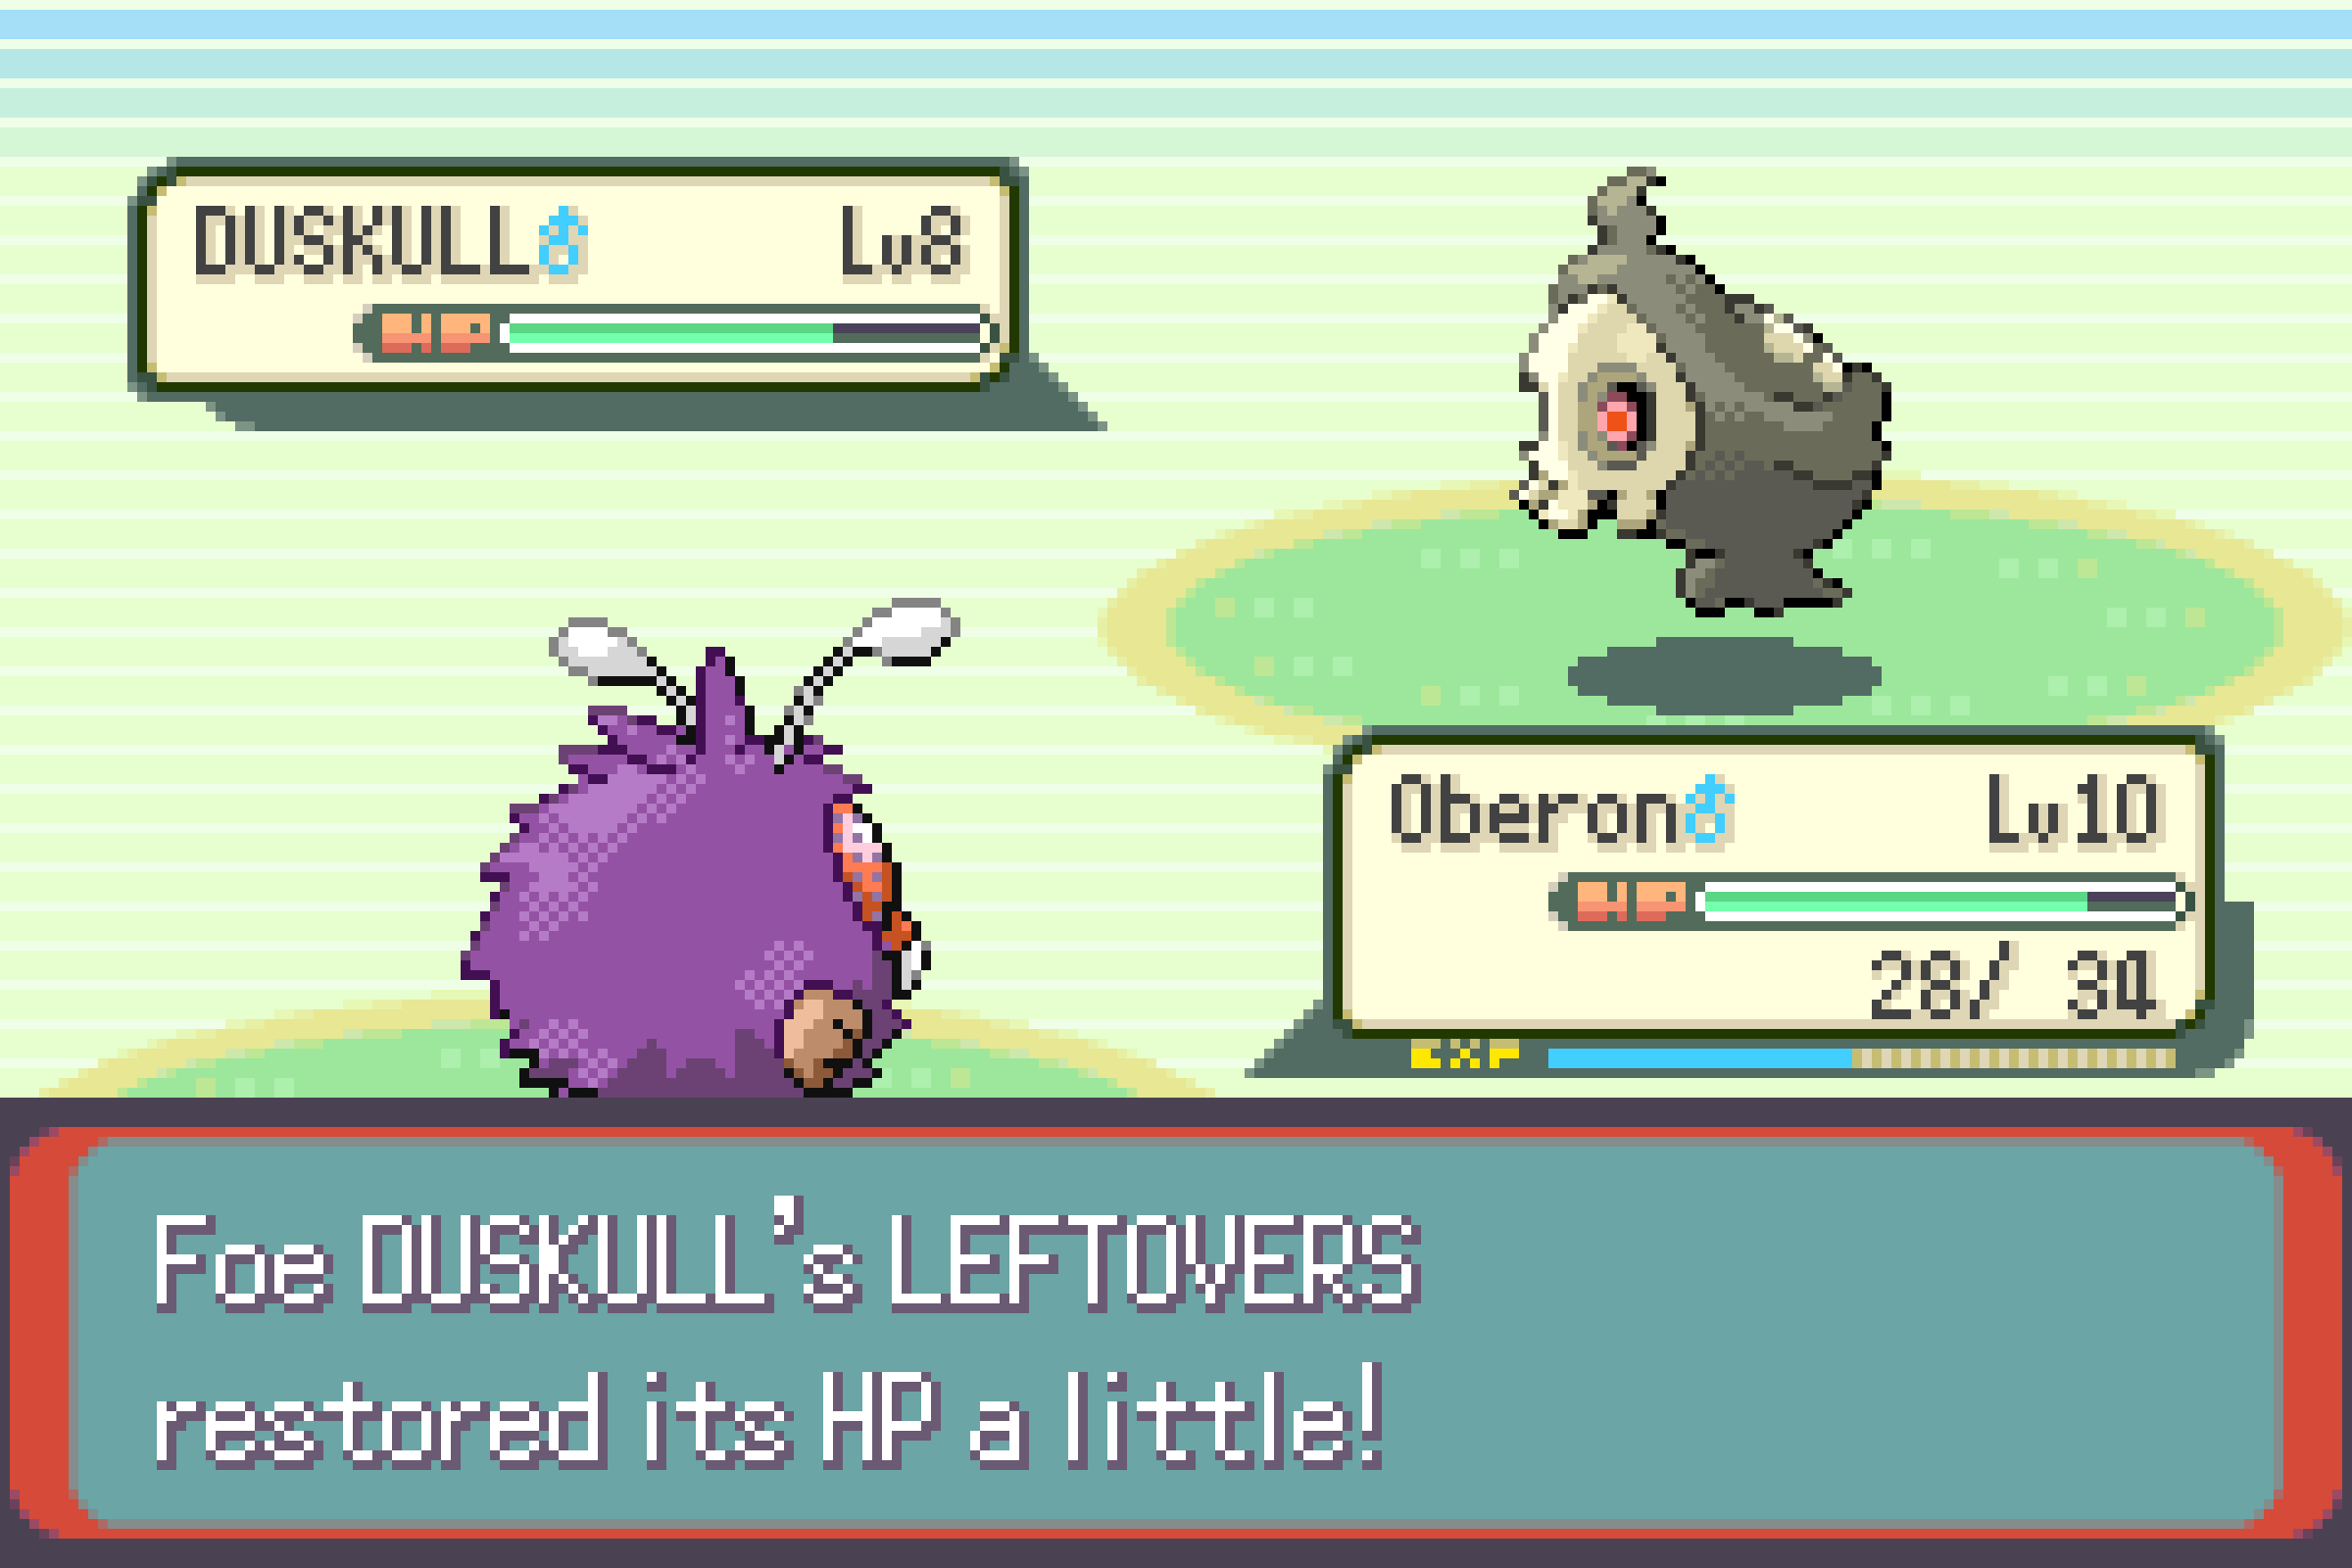 DUSKULL♂ Lv8
HP
Oberon♂ Lv10
HP
28/ 34
EXP
Foe DUSKULL's LEFTOVERS
restored its HP a little!